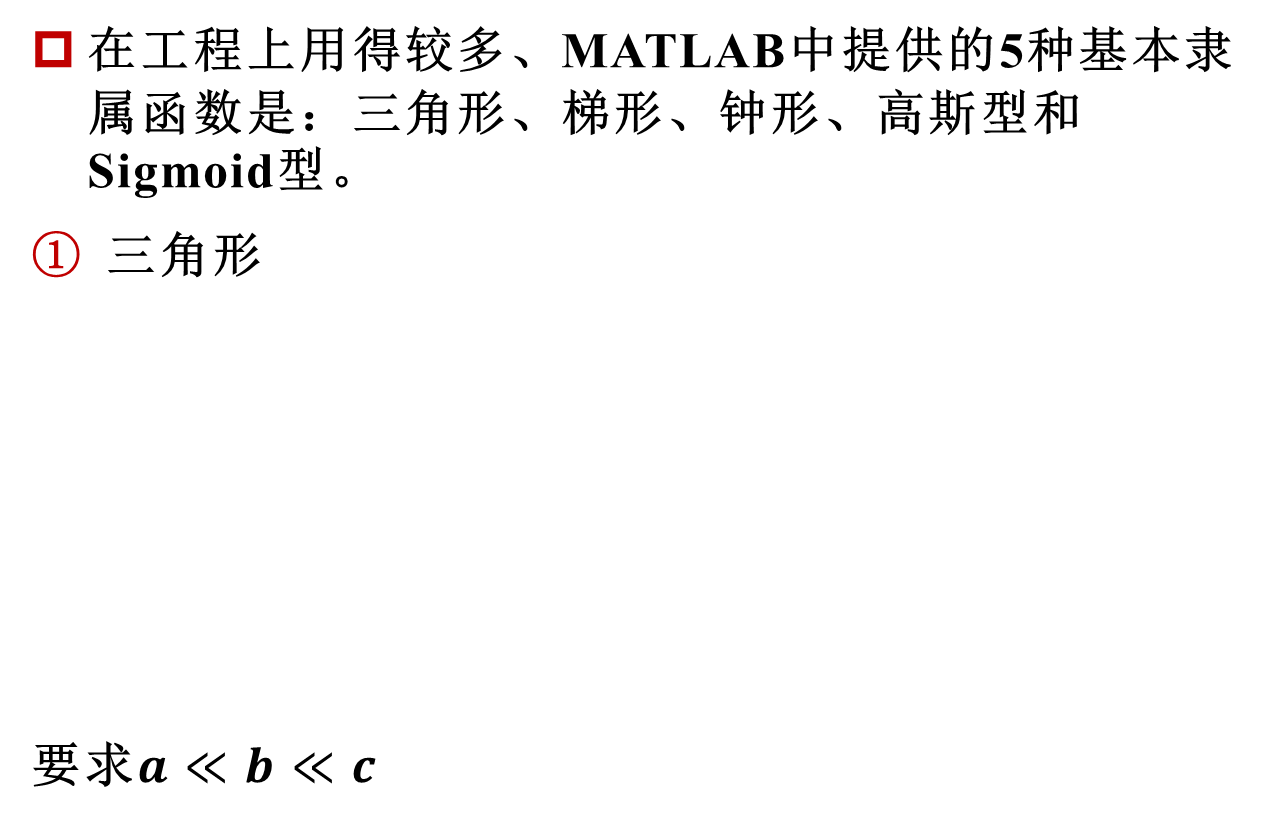 在工程上用得较多、MATLAB中提供的5种基本隶
属函数是：三角形、梯形、钟形、高斯型和
Sigmoid型。
① 三角形
要求a ≪ b ≪ c